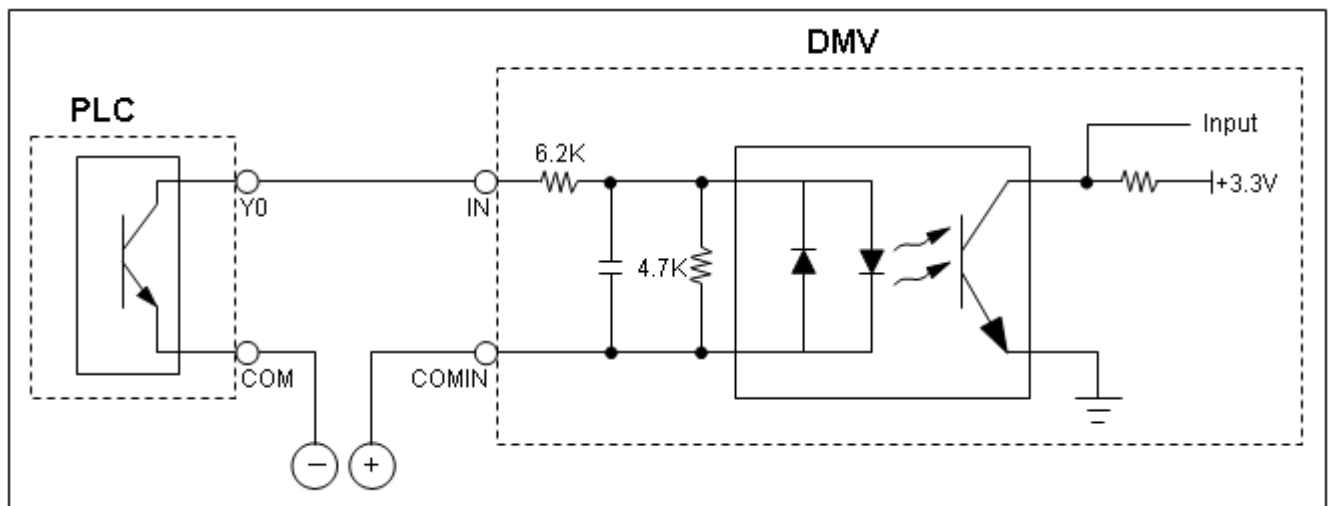 DMV
PLC
Input
6.2K
+3.3V
Y0
IN
4.7K
COM
COMIN
− +